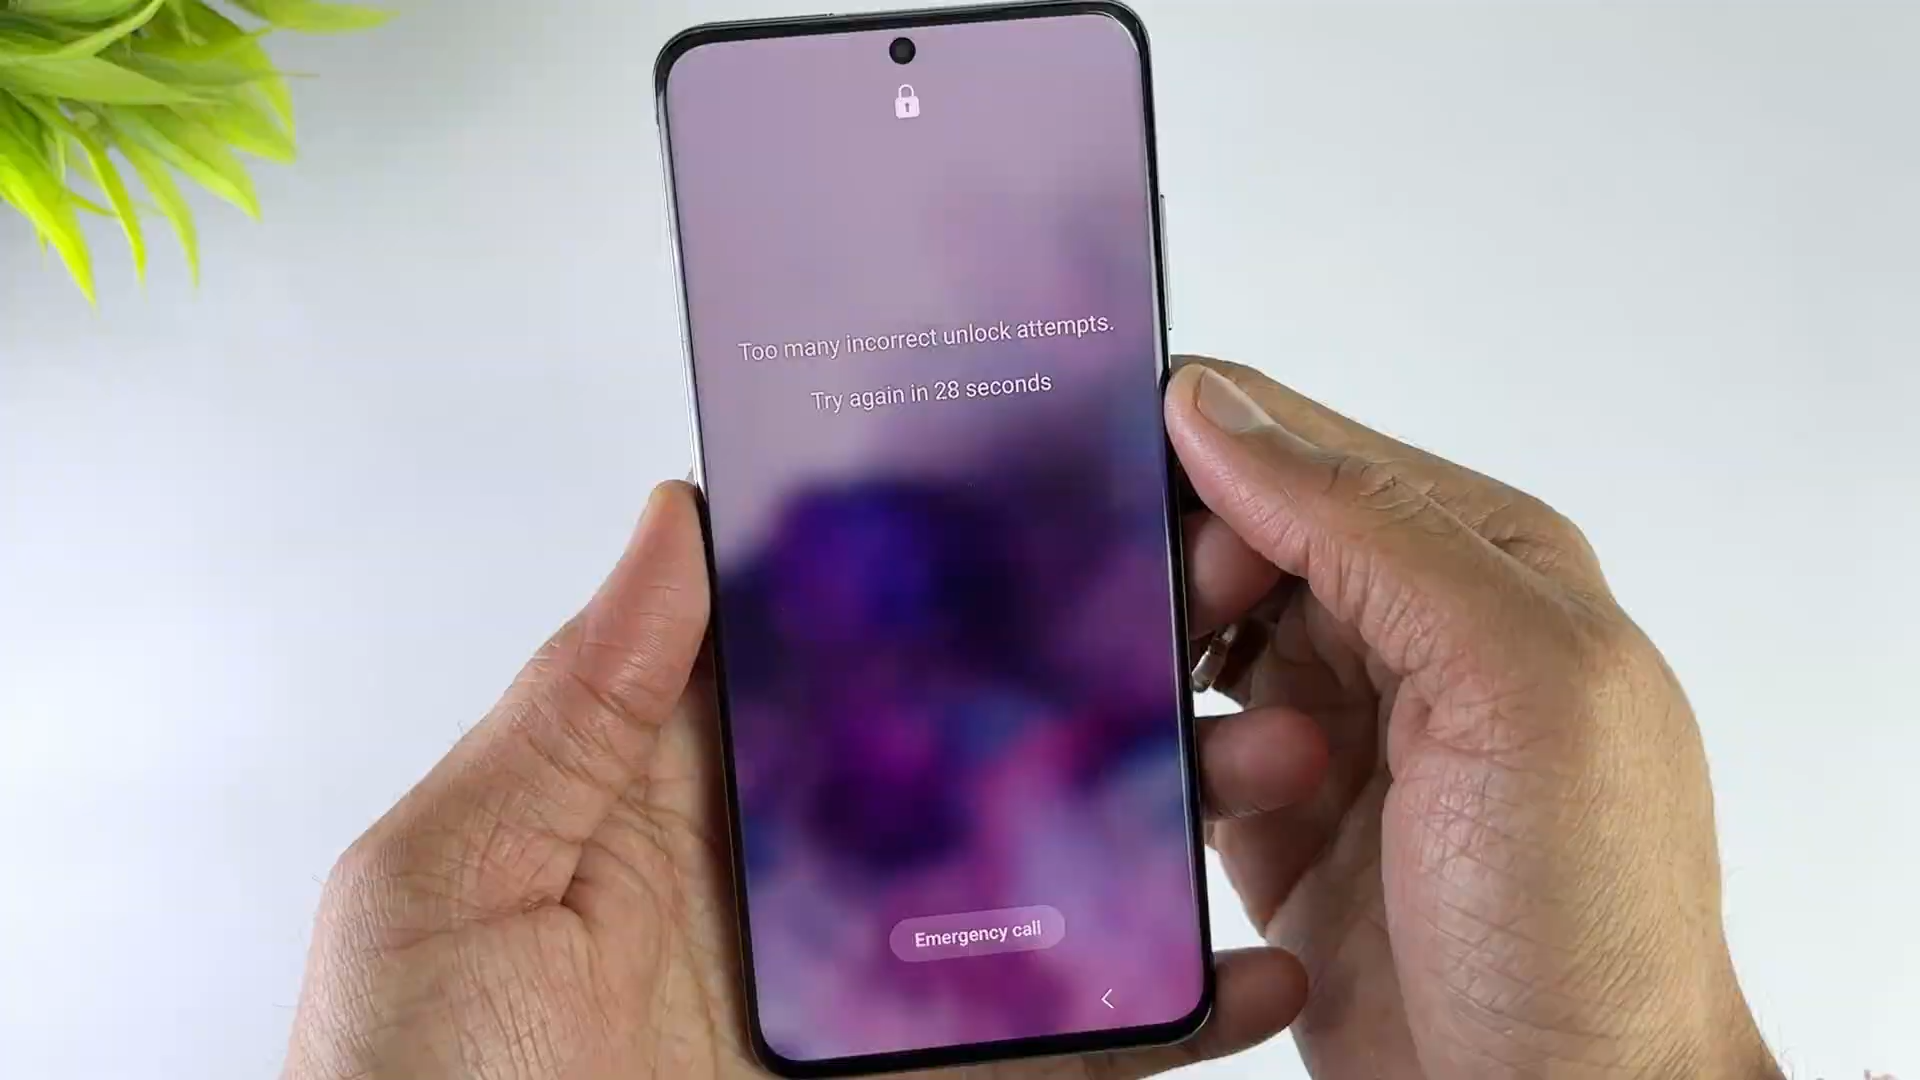 Too many incorrect unlock attempts.
Try again in 28 seconds
Emergency call